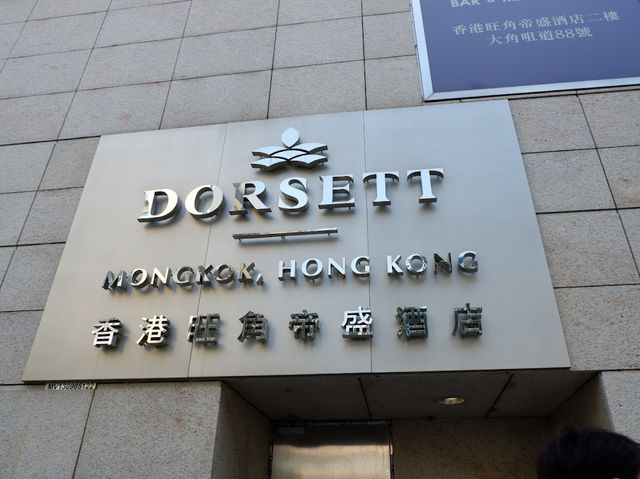 香港旺角帝盛酒店二樓
大角咀道88號
DORSETT
MONGKOK, HONG KONG
香港旺角帝盛酒店
MV130905122